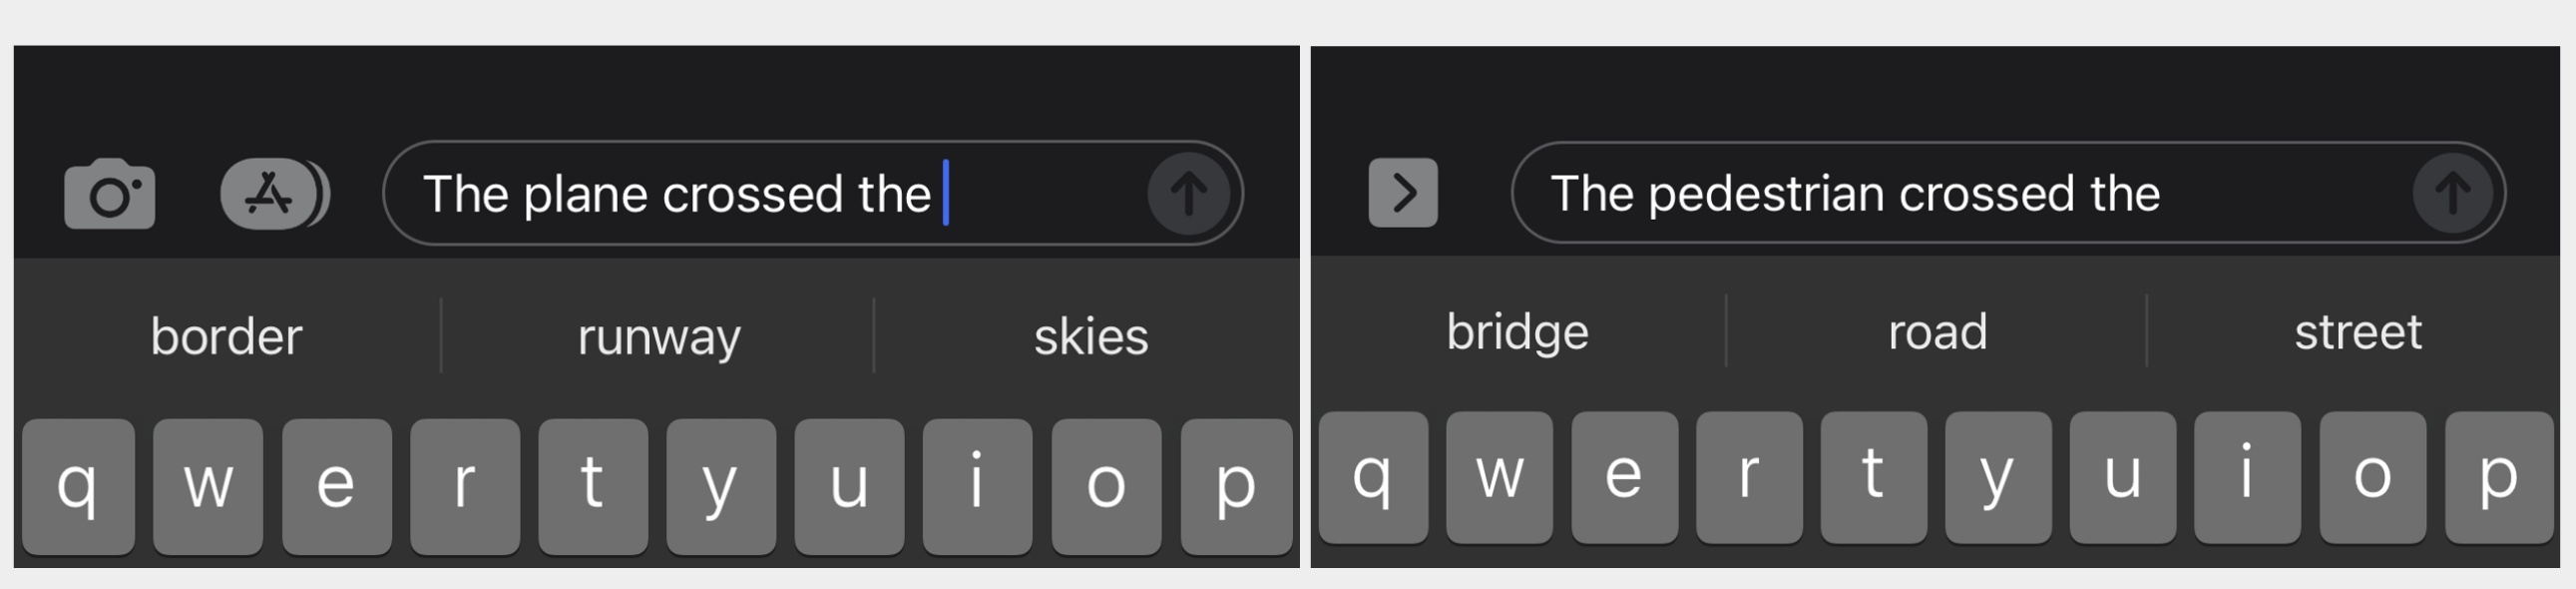 The plane crossed the
border runway skies
q w e r t y u i o p
The pedestrian crossed the
bridge road street
q w e r t y u i o p